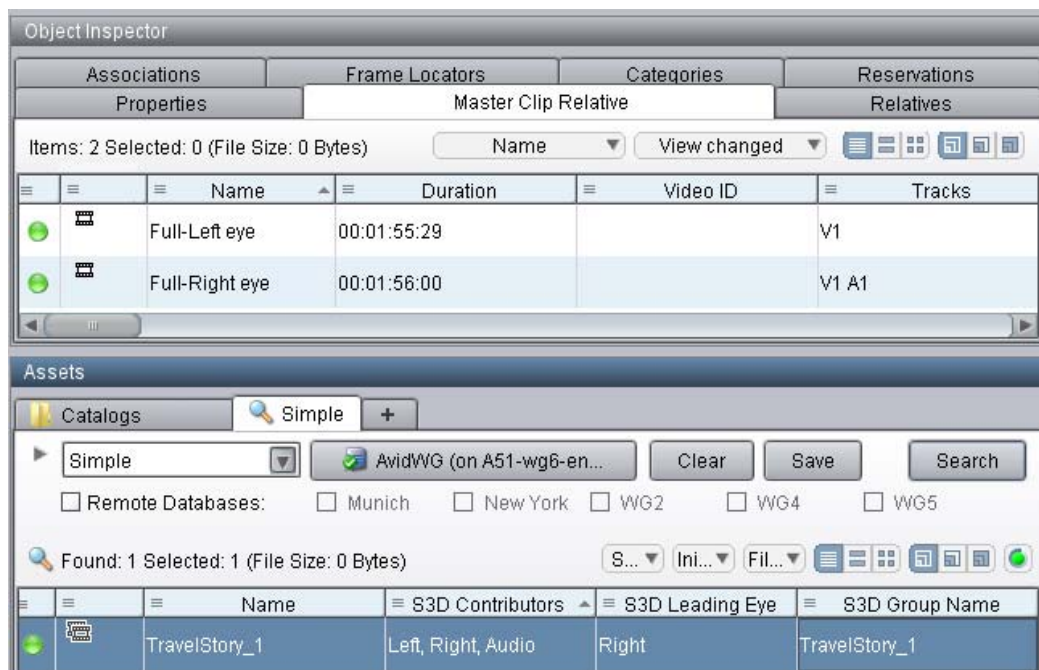 Object Inspector
Associations Frame Locators Categories Reservations
Properties Master Clip Relative Relatives
Items: 2 Selected: 0 (File Size: 0 Bytes) Name View changed
Name Duration Video ID Tracks
Full-Left eye 00:01:55:29 V1
Full-Right eye 00:01:56:00 V1 A1
Assets
Catalogs Simple +
Simple AvidWG (on A51-wg6-en... Clear Save Search
Remote Databases: Munich New York WG2 WG4 WG5
Found: 1 Selected: 1 (File Size: 0 Bytes) S... Ini... Fil...
Name S3D Contributors S3D Leading Eye S3D Group Name
TravelStory_1 Left, Right, Audio Right TravelStory_1